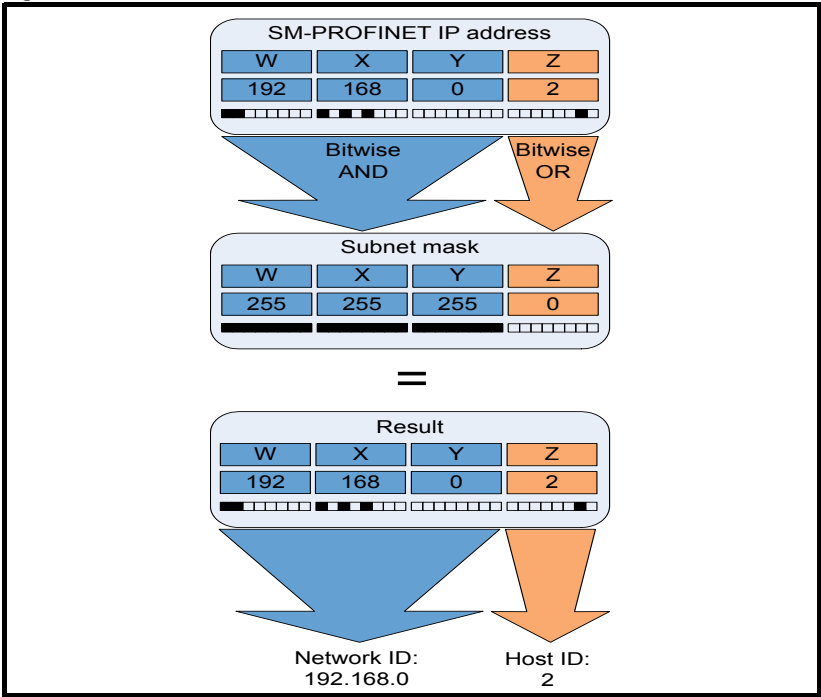 SM-PROFINET IP address
W X Y Z
192 168 0 2
Bitwise AND
Bitwise OR
Subnet mask
W X Y Z
255 255 255 0
=
Result
W X Y Z
192 168 0 2
Network ID:
192.168.0
Host ID:
2